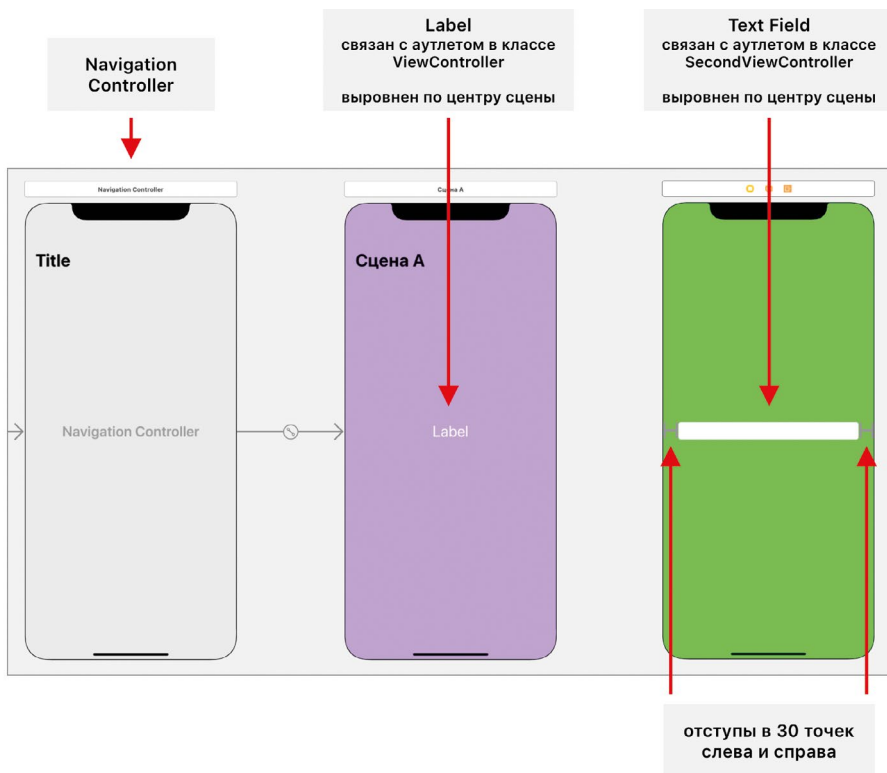 Navigation
Controller
Label
связан с аутлетом в классе
ViewController
выровнен по центру сцены
Text Field
связан с аутлетом в классе
SecondViewController
выровнен по центру сцены
Navigation Controller
Сцена A
Title
Сцена A
Navigation Controller
Label
отступы в 30 точек
слева и справа